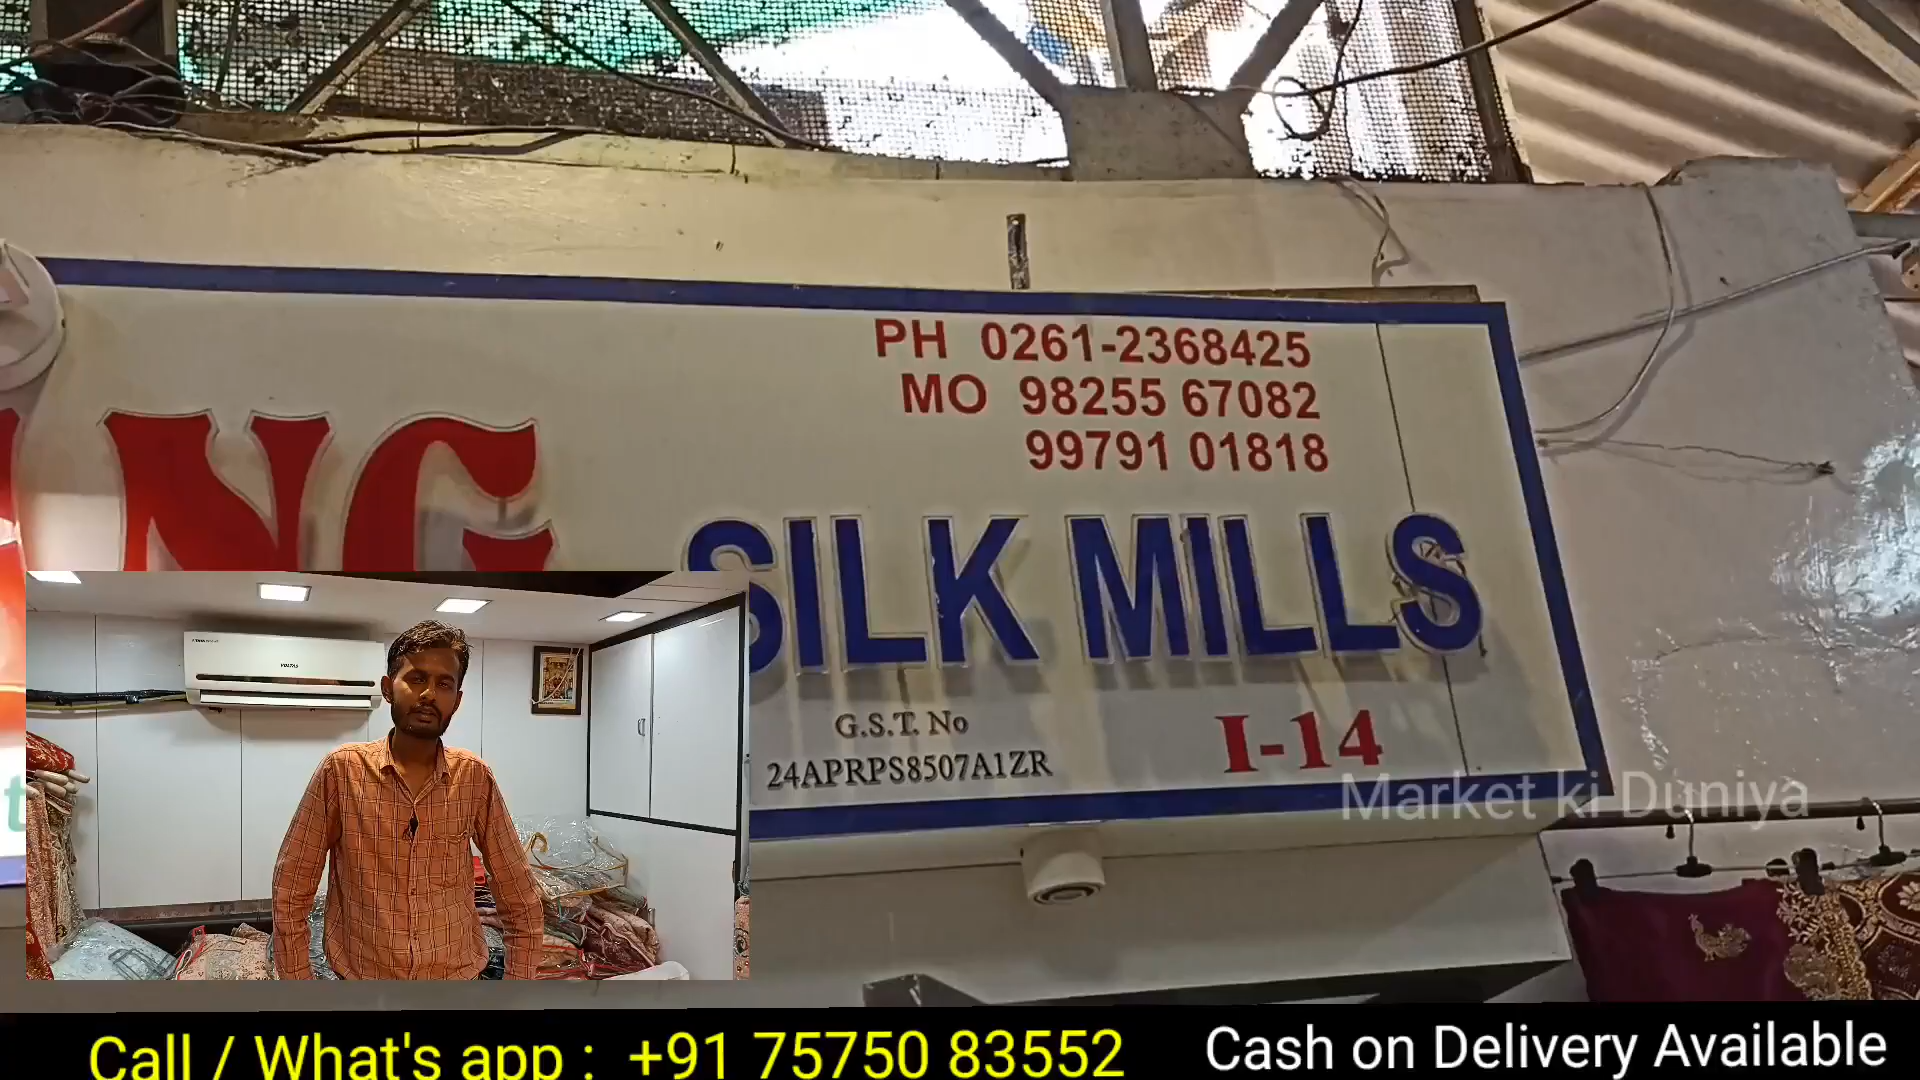 PH 0261-2368425
MO 98255 67082
99791 01818
NG SILK MILLS
G.S.T. No
24APRPS8507A1ZR
I-14
VOLTAS
Market ki Duniya
Call / What's app : +91 75750 83552
Cash on Delivery Available